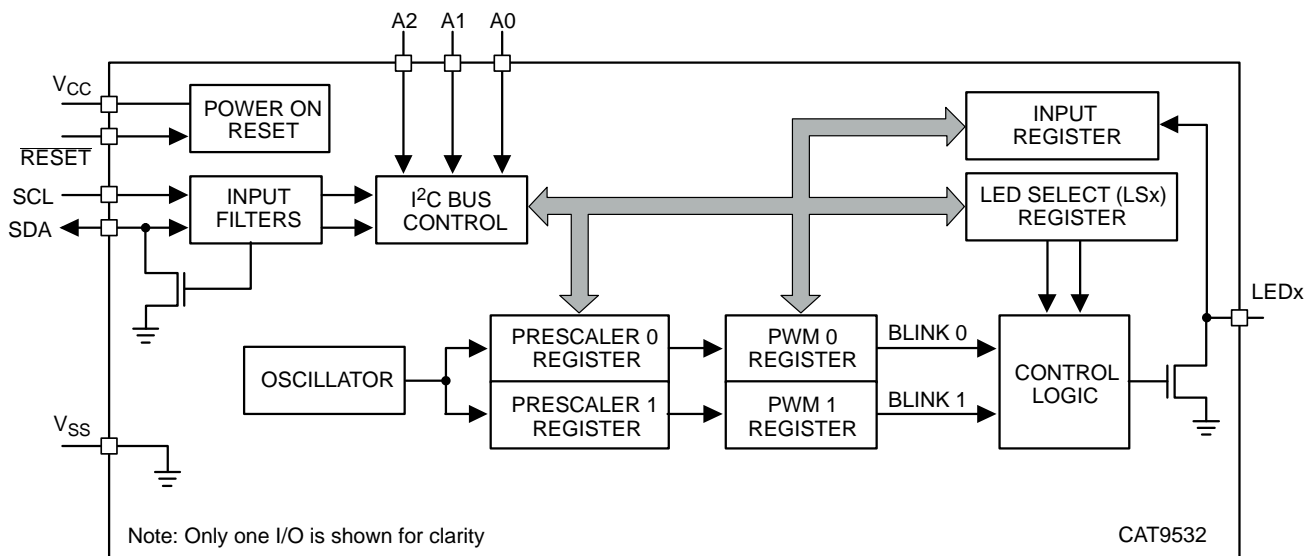 A2 A1 A0
VCC
POWER ON
RESET
RESET
INPUT
REGISTER
SCL
SDA
INPUT
FILTERS
I2C BUS
CONTROL
LED SELECT (LSx)
REGISTER
LEDx
OSCILLATOR
PRESCALER 0
REGISTER
PRESCALER 1
REGISTER
PWM 0
REGISTER
PWM 1
REGISTER
BLINK 0
BLINK 1
CONTROL
LOGIC
VSS
Note: Only one I/O is shown for clarity
CAT9532